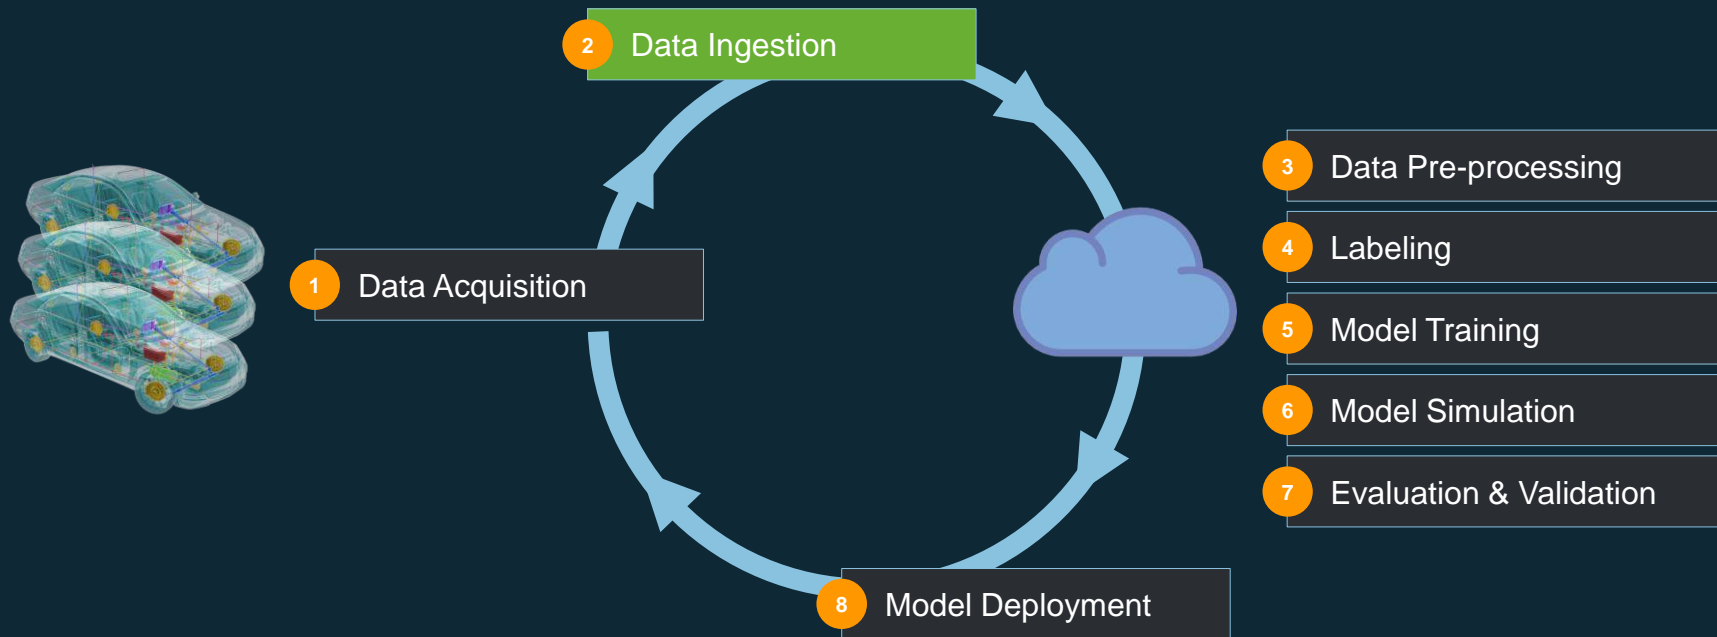 2 Data Ingestion
1 Data Acquisition
3 Data Pre-processing
4 Labeling
5 Model Training
6 Model Simulation
7 Evaluation & Validation
8 Model Deployment